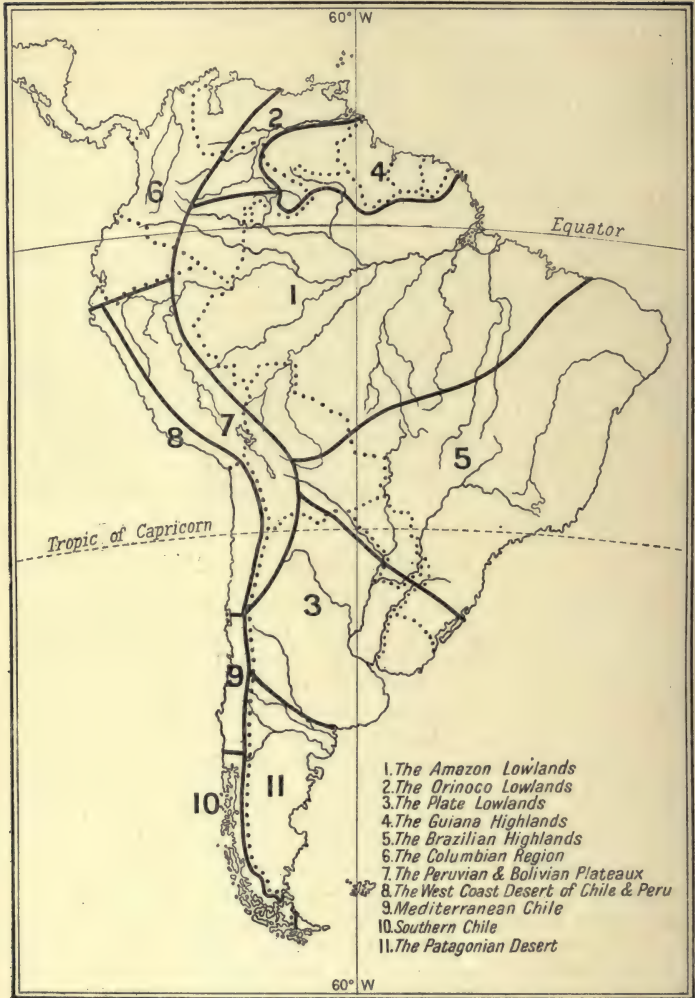 60° W
2
4
6
Equator
1
7
8
5
Tropic of Capricorn
3
9
11
10
1. The Amazon Lowlands
2. The Orinoco Lowlands
3. The Plate Lowlands
4. The Guiana Highlands
5. The Brazilian Highlands
6. The Columbian Region
7. The Peruvian & Bolivian Plateaux
8. The West Coast Desert of Chile & Peru
9. Mediterranean Chile
10. Southern Chile
11. The Patagonian Desert
60° W